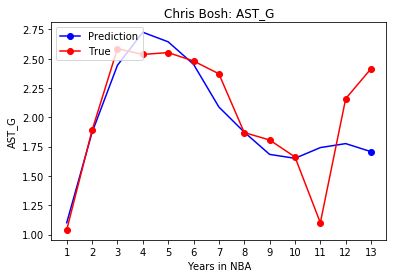 Chris Bosh: AST_G
Prediction
True
2.75
2.50
2.25
2.00
1.75
1.50
1.25
1.00
AST_G
1 2 3 4 5 6 7 8 9 10 11 12 13
Years in NBA